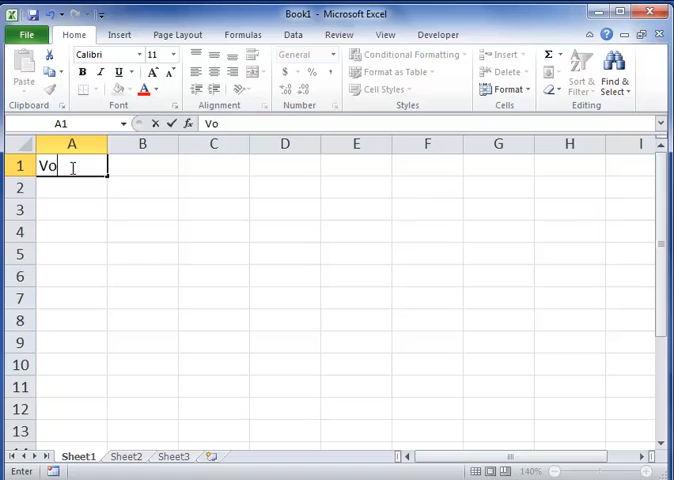 Book1 - Microsoft Excel
File Home Insert Page Layout Formulas Data Review View Developer
Paste
Clipboard
Calibri 11
B I U A A
A
Font
Alignment
General
$ % ,
Number
Conditional Formatting
Format as Table
Cell Styles
Styles
Insert
Delete
Format
Cells
Σ
Sort & Filter
Find & Select
Editing
A1 fx Vo
A B C D E F G H I
1 Vo
2
3
4
5
6
7
8
9
10
11
12
13
Sheet1 Sheet2 Sheet3
Enter 140%